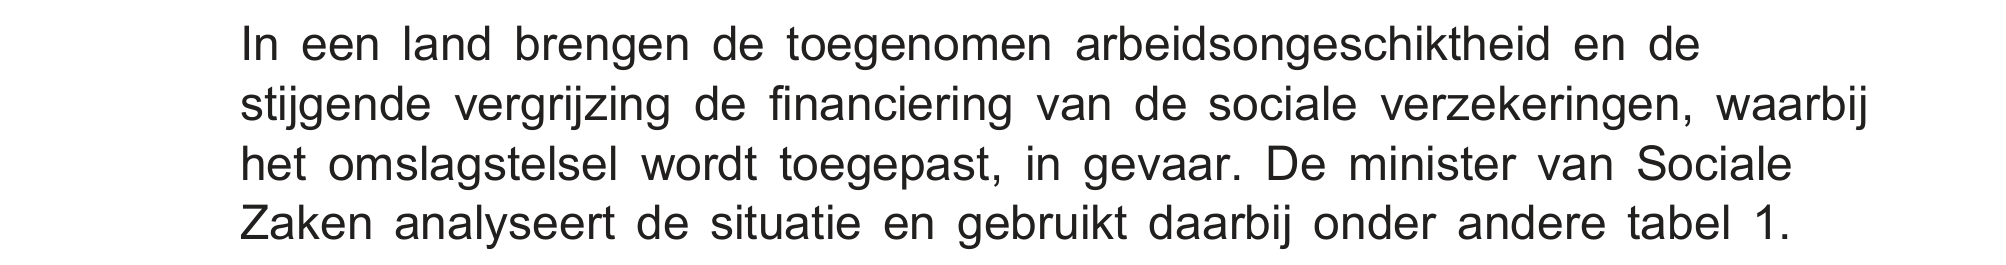 In een land brengen de toegenomen arbeidsongeschiktheid en de
stijgende vergrijzing de financiering van de sociale verzekeringen, waarbij
het omslagstelsel wordt toegepast, in gevaar. De minister van Sociale
Zaken analyseert de situatie en gebruikt daarbij onder andere tabel 1.